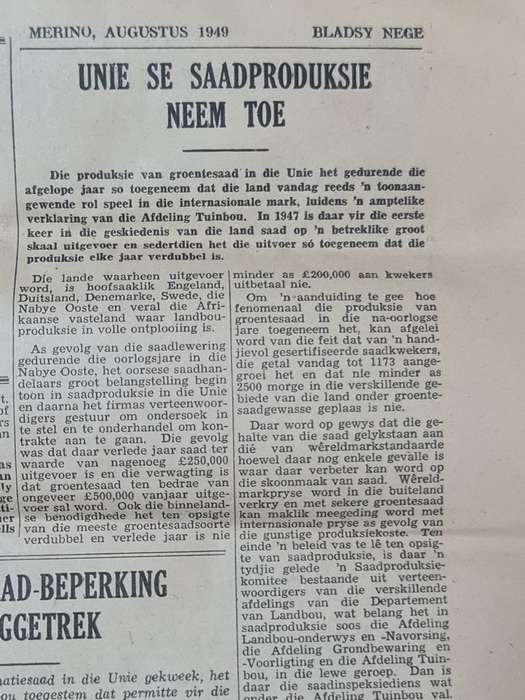 MERINO, AUGUSTUS 1949
BLADSY NEGE
UNIE SE SAADPRODUKSIE
NEEM TOE
Die produksie van groentesaad in die Unie het gedurende die
afgelope jaar so toegeneem dat die land vandag reeds 'n toonaan-
gewende rol speel in die internasionale mark, luidens 'n amptelike
verklaring van die Afdeling Tuinbou. In 1947 is daar vir die eerste
keer in die geskiedenis van die land saad op 'n betreklike groot
skaal uitgevoer en sedertdien het die uitvoer só toegeneem dat die
produksie elke jaar verdubbel is.
Die lande waarheen uitgevoer
word, is hoofsaaklik Engeland,
Duitsland, Denemarke, Swede, die
Nabye Ooste en veral die Afri-
kaanse vasteland waar landbou-
produksie in volle ontplooiing is.
As gevolg van die saadlewering
gedurende die oorlogsjare in die
Nabye Ooste, het oorsese saadhan-
delaars groot belangstelling begin
toon in saadproduksie in die Unie
en daarna het firmas verteenwoor-
digers gestuur om ondersoek in
te stel en te onderhandel om kon-
trakte aan te gaan. Die gevolg
was dat daar verlede jaar saad ter
waarde van nagenoeg £250,000
uitgevoer is en die verwagting is
dat groentesaad ten bedrae van
ongeveer £500,000 vanjaar uitge-
voer sal word. Ook die binneland-
se benodigdhede het ten opsigte
van die meeste groentesaadsoorte
verdubbel en verlede jaar is nie
minder as £200,000 aan kwekers
uitbetaal nie.
Om 'n aanduiding te gee hoe
fenomenaal die produksie van
groentesaad in die na-oorlogse
jare toegeneem het, kan afgelei
word van die feit dat van 'n hand-
jievol gesertifiseerde saadkwekers,
die getal vandag tot 1173 aange-
groei het en dat nie minder as
2500 morge in die verskillende ge-
biede van die land onder groente-
saadgewasse geplaas is nie.
Daar word op gewys dat die ge-
halte van die saad gelykstaan aan
dié van wêreldmarkstandaarde
hoewel daar nog enkele gevalle is
waar daar verbeter kan word op
die skoonmaak van saad. Wêreld-
markpryse word in die buiteland
verkry en met sekere groentesaad
kan maklik meegeding word met
internasionale pryse as gevolg van
die gunstige produksiekoste. Ten
einde 'n beleid vas te lê ten opsig-
te van saadproduksie, is daar 'n
tydjie gelede 'n Saadproduksie-
komitee bestaande uit verteen-
woordigers van die verskillende
afdelings van die Departement
van Landbou, wat belang het in
saadproduksie soos die Afdeling
Landbou-onderwys en -Navorsing,
die Afdeling Grondbewaring en
-Voorligting en die Afdeling Tuin-
bou, in die lewe geroep. Dan is
daar die saadinspeksiediens wat
onder die Afdeling Tuinbou val
AD-BEPERKING
GGETREK
atiesaad in die Unie gekweek, het
ou toegestem dat permitte vir die